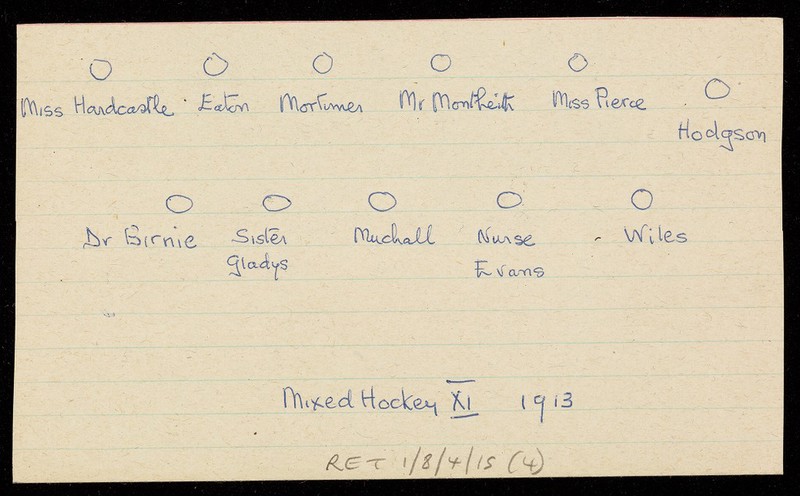 Miss Hardcastle Eaton Mortimer Mr Montheith Miss Pierce
Hodgson
Dr Birnie Sister Muchall Nurse Wiles
Gladys Evans
Mixed Hockey XI 1913
RET 1/8/4/15 (4)